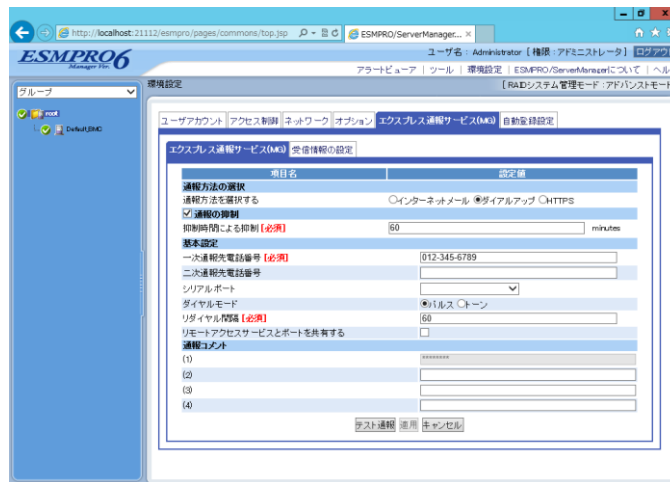 http://localhost:21112/esmpro/pages/commons/top.jsp
ESMPRO/ServerManager...
ESMPRO6
Manager Ver.
ユーザ名 : Administrator [ 権限 : アドミニストレータ ] ログアウ
アラートビューア | ツール | 環境設定 | ESMPRO/ServerManagerについて | ヘル
グループ
環境設定
[ RAIDシステム管理モード : アドバンストモード
root
Default_BMC
ユーザアカウント アクセス制御 ネットワーク オプション エクスプレス通報サービス(MG) 自動登録設定
エクスプレス通報サービス(MG) 受信情報の設定
項目名 設定値
通報方法の選択
通報方法を選択する インターネットメール ダイアルアップ HTTPS
通報の抑制
抑制時間による抑制 [必須] 60 minutes
基本設定
一次通報先電話番号 [必須] 012-345-6789
二次通報先電話番号
シリアルポート
ダイヤルモード パルス トーン
リダイヤル間隔 [必須] 60
リモートアクセスサービスとポートを共有する
通報コメント
(1) ********
(2)
(3)
(4)
テスト通報 適用 キャンセル